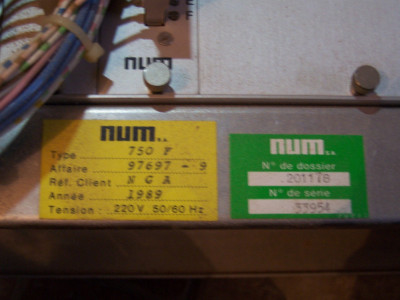 E
F
num
num s.a.
Type 750 F
Affaire 97697 - 9
Réf. Client N G A
Année 1989
Tension : 220 V 50/60 Hz
num s.a.
N° de dossier
201118
N° de série
33954